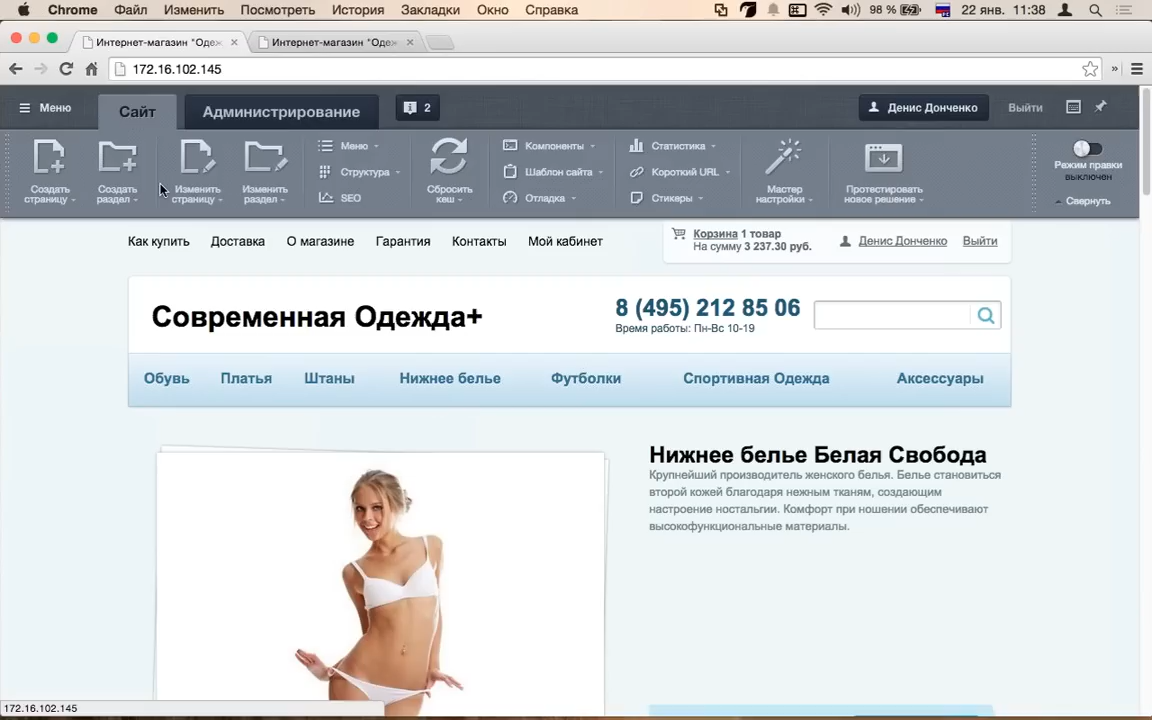 Chrome Файл Изменить Посмотреть История Закладки Окно Справка 98 % 22 янв. 11:38
Интернет-магазин "Одеж Интернет-магазин "Одеж
172.16.102.145 »
Меню Сайт Администрирование 2 Денис Донченко Выйти
Создать страницу
Создать раздел
Изменить страницу
Изменить раздел
Меню
Структура
SEO
Сбросить кеш
Компоненты
Шаблон сайта
Отладка
Статистика
Короткий URL
Стикеры
Мастер настройки
Протестировать новое решение
Режим правки
выключен
Свернуть
Как купить Доставка О магазине Гарантия Контакты Мой кабинет
Корзина 1 товар
На сумму 3 237.30 руб.
Денис Донченко Выйти
Современная Одежда+
8 (495) 212 85 06
Время работы: Пн-Вс 10-19
Обувь Платья Штаны Нижнее белье Футболки Спортивная Одежда Аксессуары
Нижнее белье Белая Свобода
Крупнейший производитель женского белья. Белье становиться
второй кожей благодаря нежным тканям, создающим
настроение ностальгии. Комфорт при ношении обеспечивают
высокофункциональные материалы.
172.16.102.145